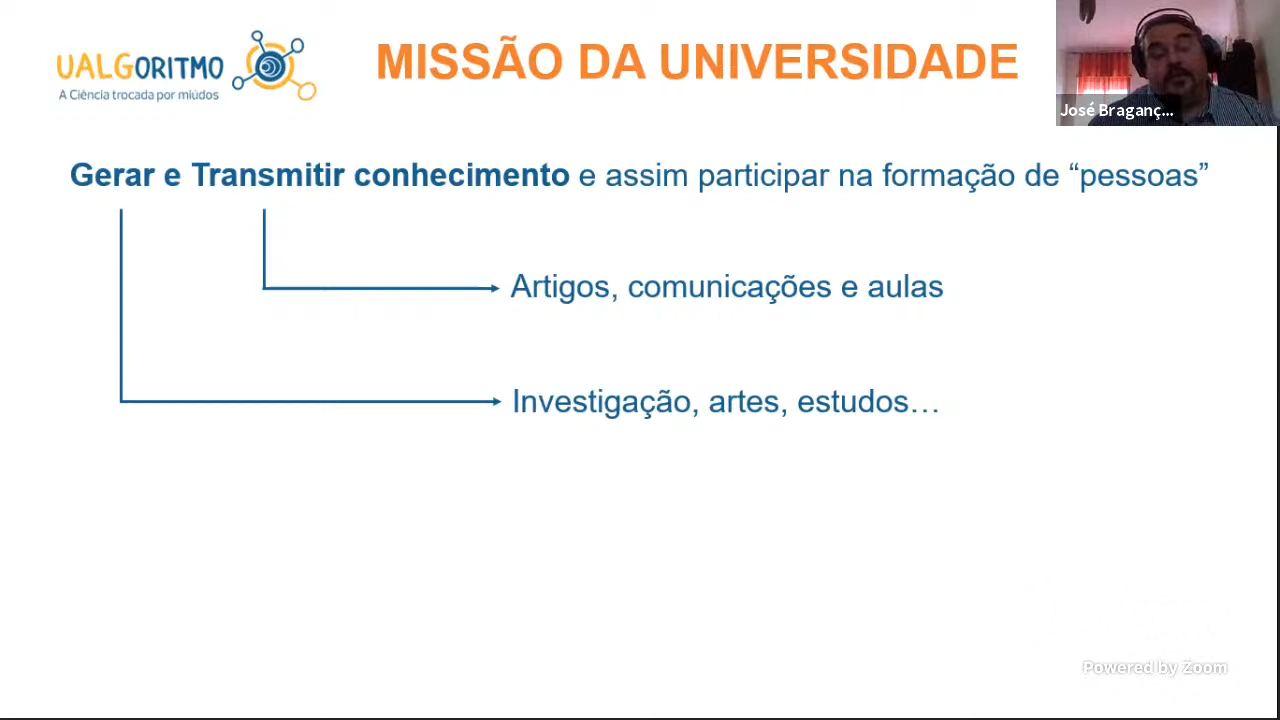 UALGORITMO
A Ciência trocada por miúdos
MISSÃO DA UNIVERSIDADE
José Braganç...
Gerar e Transmitir conhecimento e assim participar na formação de “pessoas”
Artigos, comunicações e aulas
Investigação, artes, estudos…
Powered by Zoom